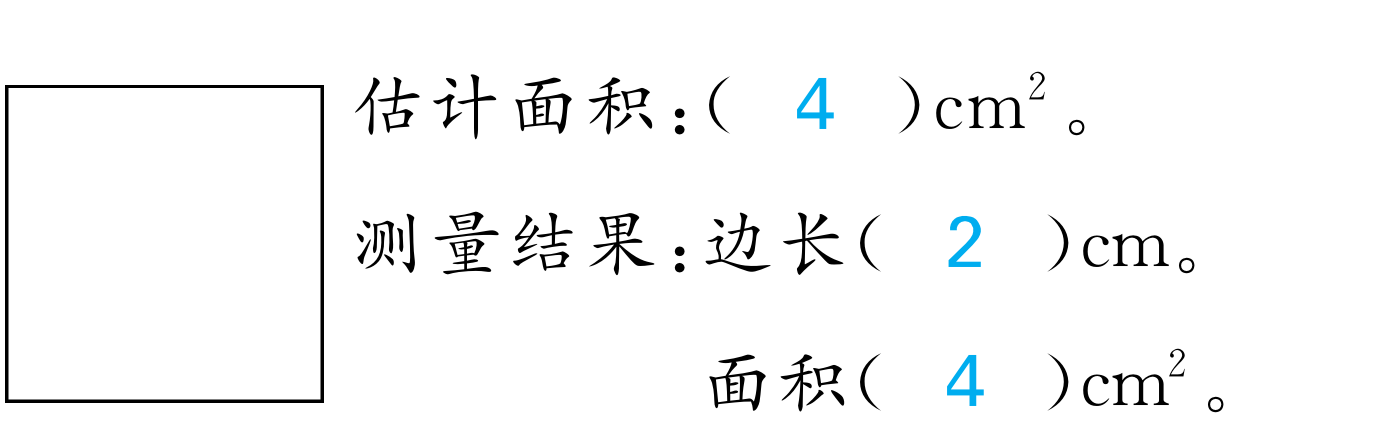 估计面积:( 4 )cm²。
测量结果:边长( 2 )cm。
面积( 4 )cm²。